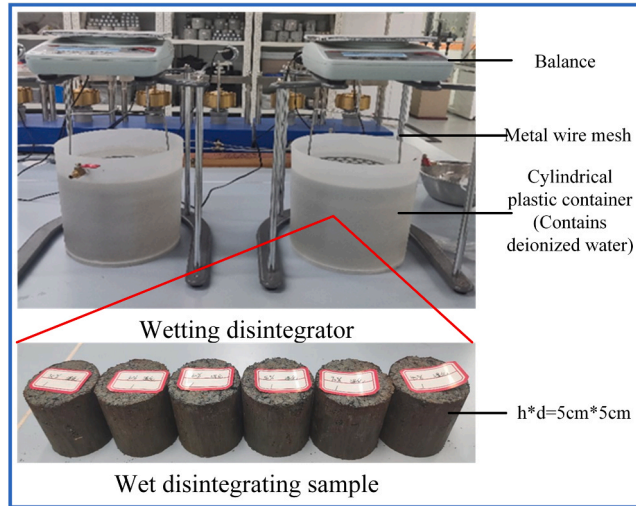 Balance
Metal wire mesh
Cylindrical
plastic container
(Contains
deionized water)
Wetting disintegrator
h*d=5cm*5cm
Wet disintegrating sample